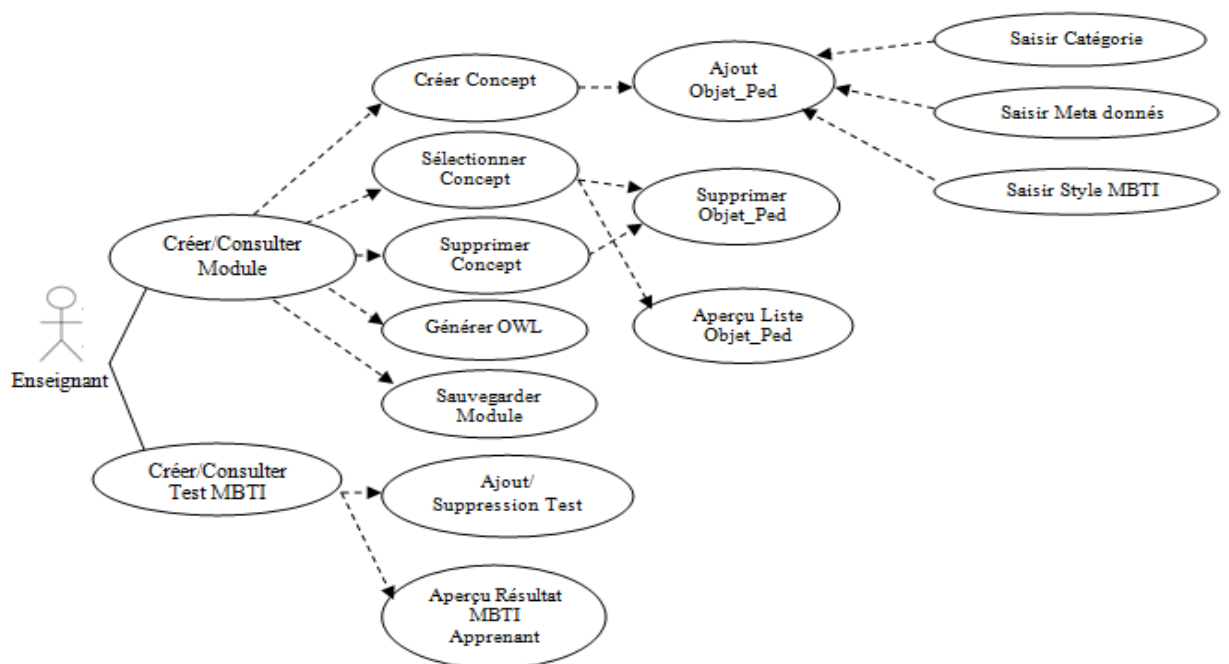 Saisir Catégorie
Créer Concept
Ajout
Objet_Ped
Saisir Meta donnés
Sélectionner
Concept
Saisir Style MBTI
Supprimer
Objet_Ped
Créer/Consulter
Module
Supprimer
Concept
Générer OWL
Aperçu Liste
Objet_Ped
Enseignant
Sauvegarder
Module
Créer/Consulter
Test MBTI
Ajout/
Suppression Test
Aperçu Résultat
MBTI
Apprenant